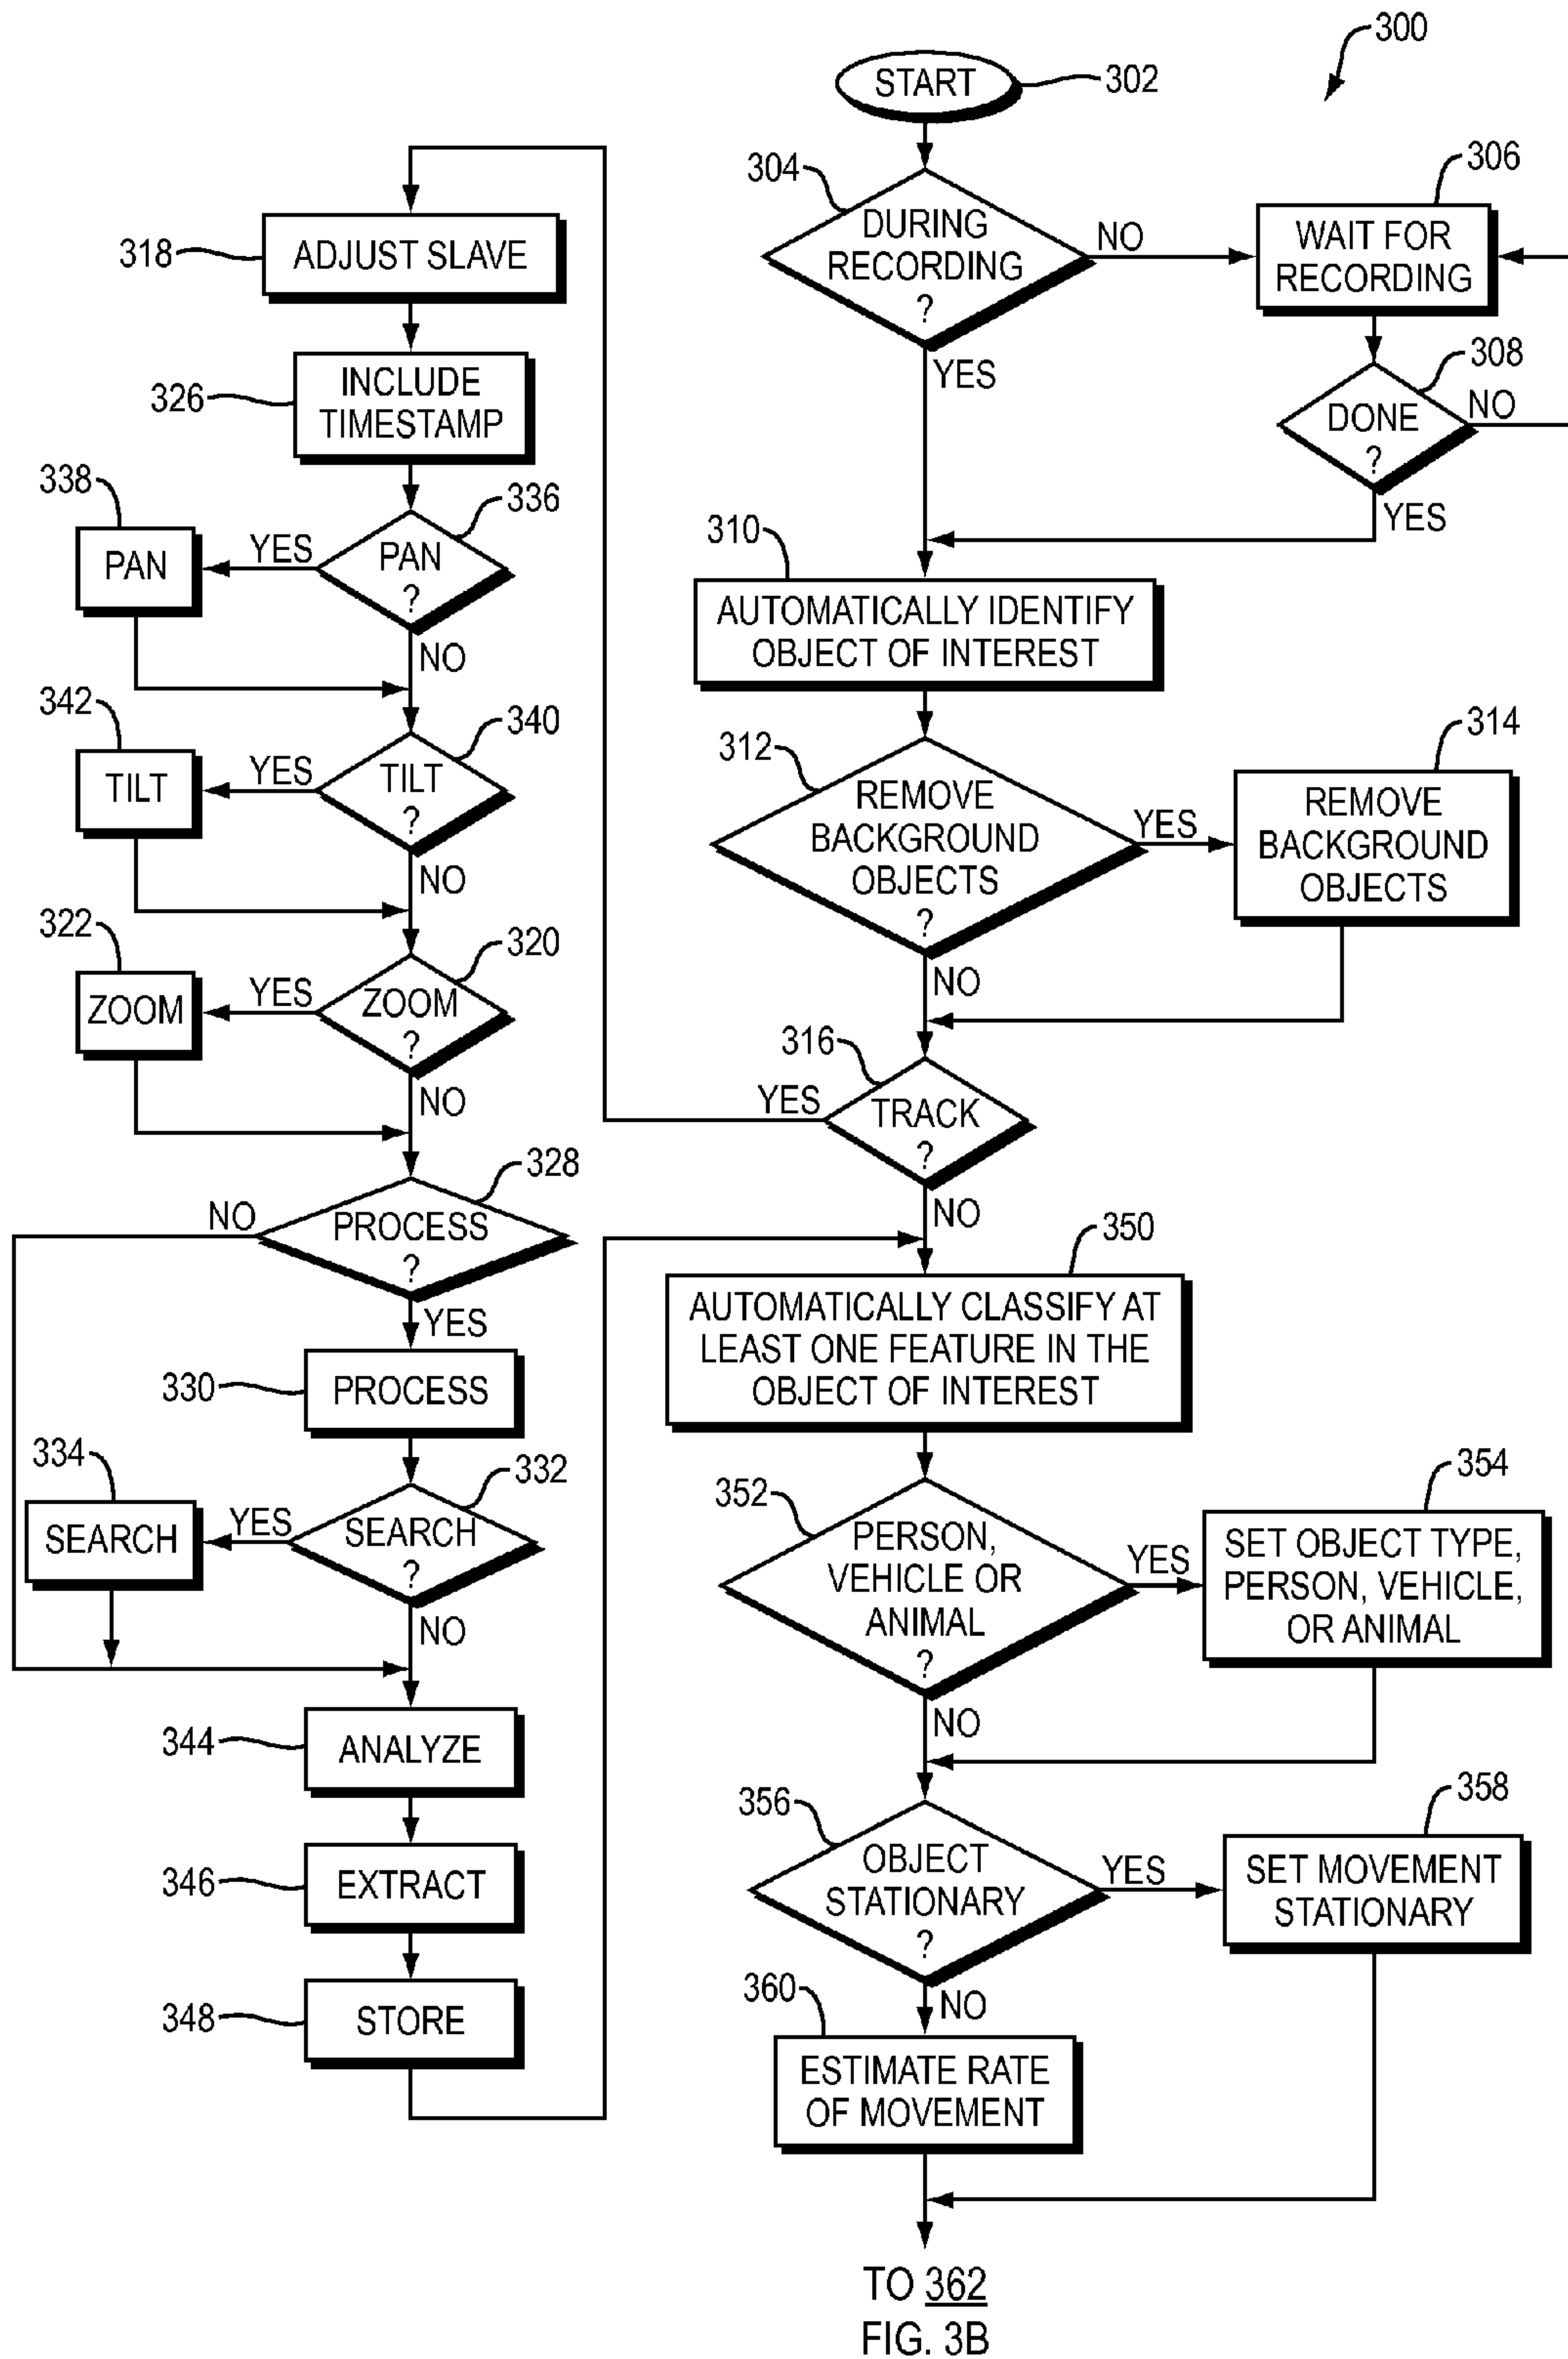 300
START
302
304
DURING
RECORDING
?
NO
YES
306
WAIT FOR
RECORDING
308
DONE
?
NO
YES
310
AUTOMATICALLY IDENTIFY
OBJECT OF INTEREST
312
REMOVE
BACKGROUND
OBJECTS
?
YES
NO
314
REMOVE
BACKGROUND
OBJECTS
316
TRACK
?
YES
NO
318
ADJUST SLAVE
326
INCLUDE
TIMESTAMP
336
PAN
?
YES
NO
338
PAN
340
TILT
?
YES
NO
342
TILT
320
ZOOM
?
YES
NO
322
ZOOM
328
PROCESS
?
NO
YES
330
PROCESS
332
SEARCH
?
YES
NO
334
SEARCH
344
ANALYZE
346
EXTRACT
348
STORE
350
AUTOMATICALLY CLASSIFY AT
LEAST ONE FEATURE IN THE
OBJECT OF INTEREST
352
PERSON,
VEHICLE OR
ANIMAL
?
YES
NO
354
SET OBJECT TYPE,
PERSON, VEHICLE,
OR ANIMAL
356
OBJECT
STATIONARY
?
YES
NO
358
SET MOVEMENT
STATIONARY
360
ESTIMATE RATE
OF MOVEMENT
TO 362
FIG. 3B